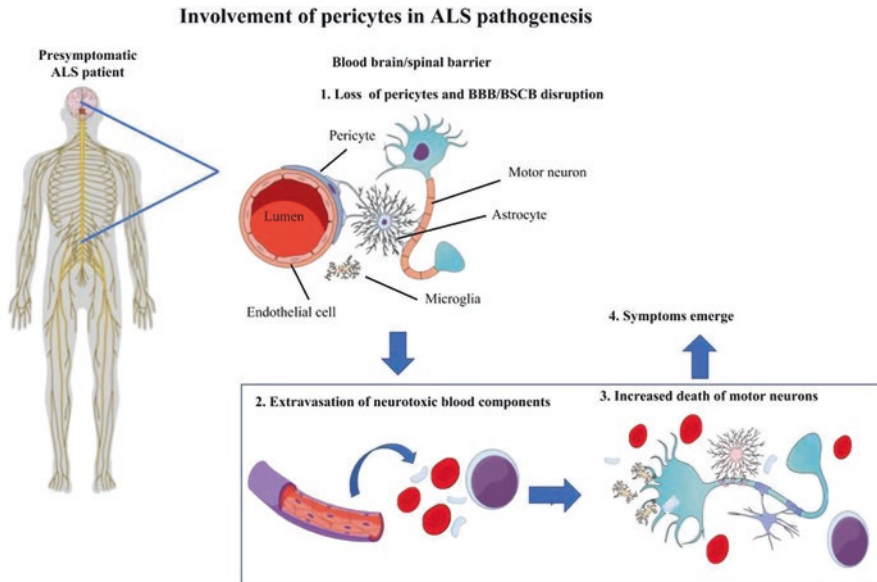 Involvement of pericytes in ALS pathogenesis
Presymptomatic
ALS patient
Blood brain/spinal barrier
1. Loss of pericytes and BBB/BSCB disruption
Pericyte
Motor neuron
Lumen
Astrocyte
Microglia
Endothelial cell
4. Symptoms emerge
2. Extravasation of neurotoxic blood components
3. Increased death of motor neurons